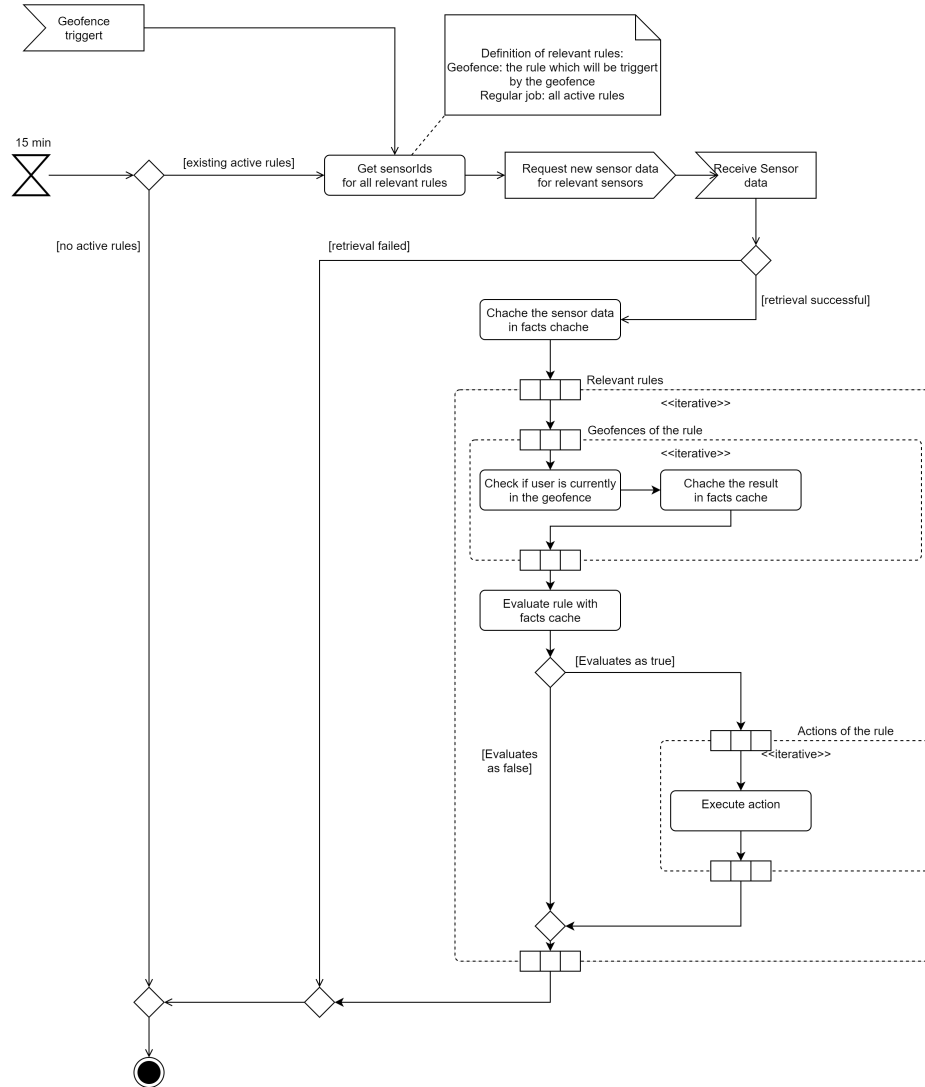 Geofence
triggert
Definition of relevant rules:
Geofence: the rule which will be triggert
by the geofence
Regular job: all active rules
15 min
[existing active rules]
Get sensorIds
for all relevant rules
Request new sensor data
for relevant sensors
Receive Sensor
data
[no active rules]
[retrieval failed]
[retrieval successful]
Chache the sensor data
in facts chache
Relevant rules
<<iterative>>
Geofences of the rule
<<iterative>>
Check if user is currently
in the geofence
Chache the result
in facts cache
Evaluate rule with
facts cache
[Evaluates as true]
[Evaluates
as false]
Actions of the rule
<<iterative>>
Execute action